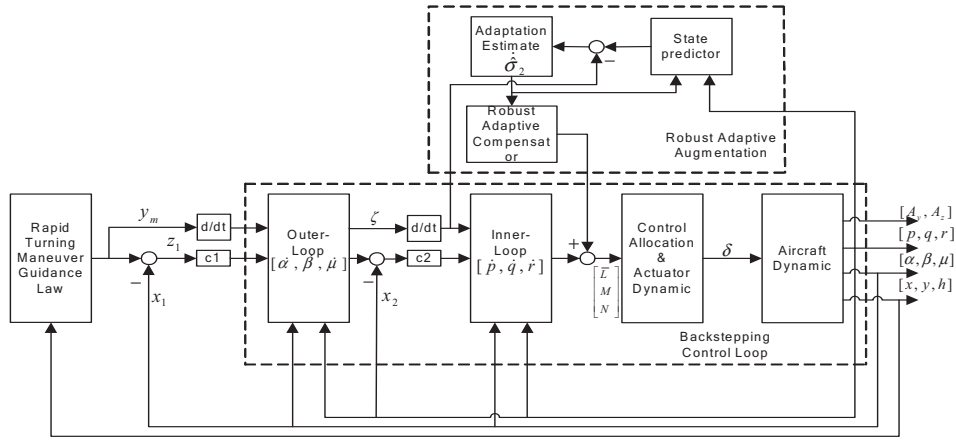 Adaptation
Estimate
σ̂̇₂
State
predictor
−
Robust
Adaptive
Compensat
or
Robust Adaptive
Augmentation
Rapid
Turning
Maneuver
Guidance
Law
yₘ
d/dt
z₁
c1
−
x₁
Outer-
Loop
[α̇, β̇, μ̇]
ζ
d/dt
c2
−
x₂
Inner-
Loop
[ṗ, q̇, ṙ]
+
[L̅
M
N]
Control
Allocation
&
Actuator
Dynamic
δ
Aircraft
Dynamic
[A_y, A_z]
[p, q, r]
[α, β, μ]
[x, y, h]
Backstepping
Control Loop